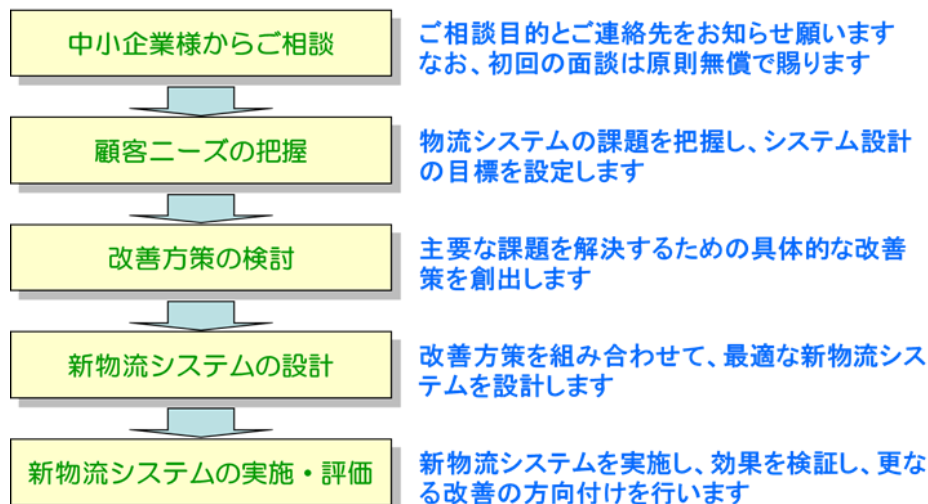 中小企業様からご相談
ご相談目的とご連絡先をお知らせ願います
なお、初回の面談は原則無償で賜ります
顧客ニーズの把握
物流システムの課題を把握し、システム設計
の目標を設定します
改善方策の検討
主要な課題を解決するための具体的な改善
策を創出します
新物流システムの設計
改善方策を組み合わせて、最適な新物流シス
テムを設計します
新物流システムの実施・評価
新物流システムを実施し、効果を検証し、更な
る改善の方向付けを行います